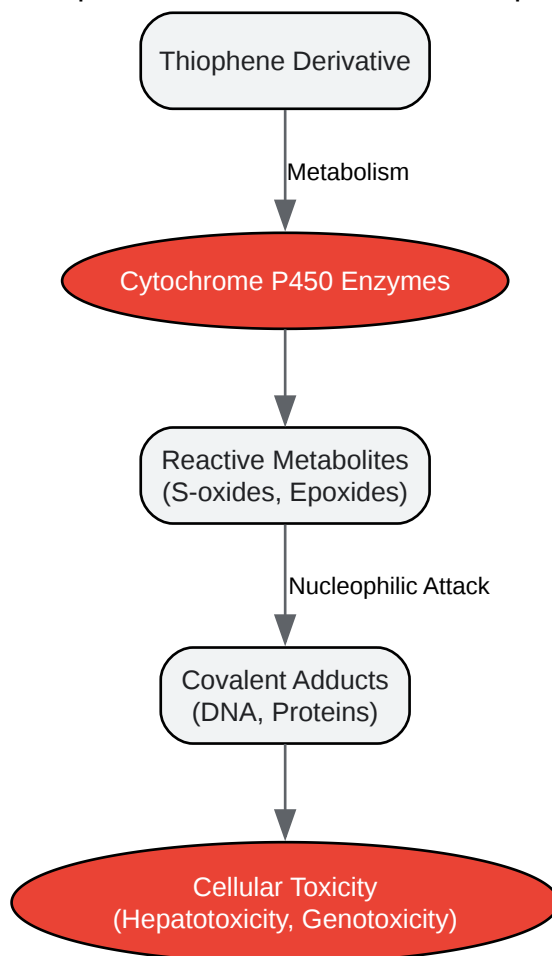 Thiophene Derivative
Metabolism
Cytochrome P450 Enzymes
Reactive Metabolites
(S-oxides, Epoxides)
Nucleophilic Attack
Covalent Adducts
(DNA, Proteins)
Cellular Toxicity
(Hepatotoxicity, Genotoxicity)